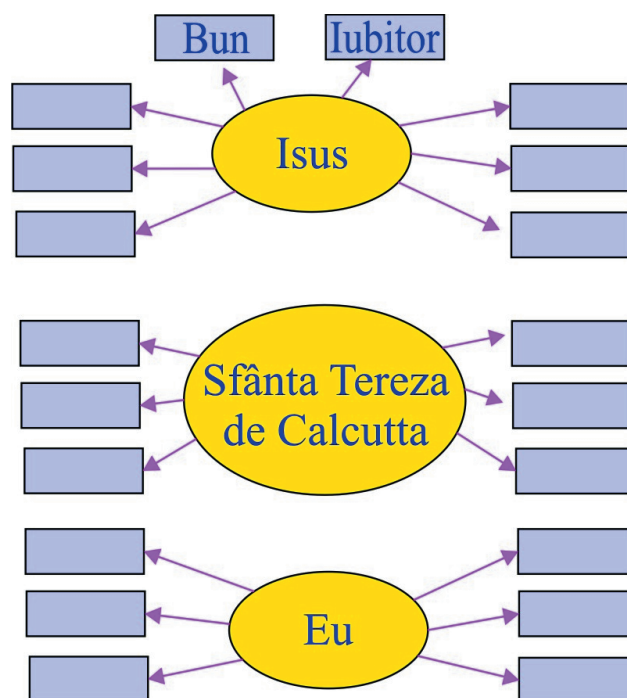 Bun
Iubitor
Isus
Sfânta Tereza
de Calcutta
Eu